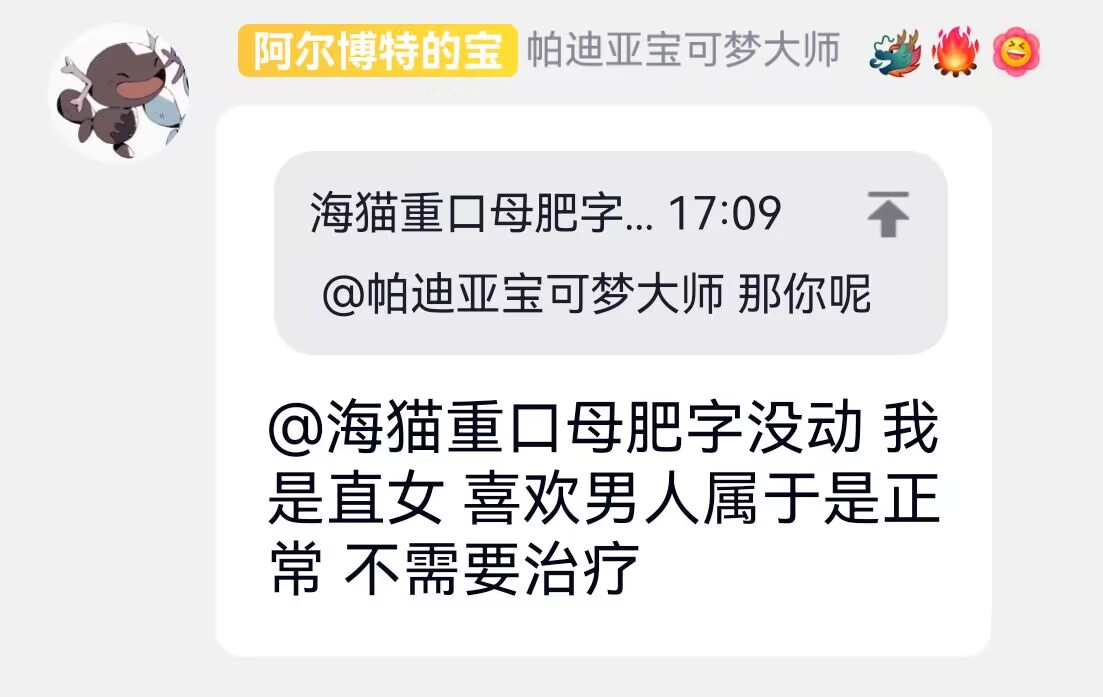 阿尔博特的宝 帕迪亚宝可梦大师
海猫重口母肥字... 17:09
@帕迪亚宝可梦大师 那你呢
@海猫重口母肥字没动 我
是直女 喜欢男人属于是正
常 不需要治疗